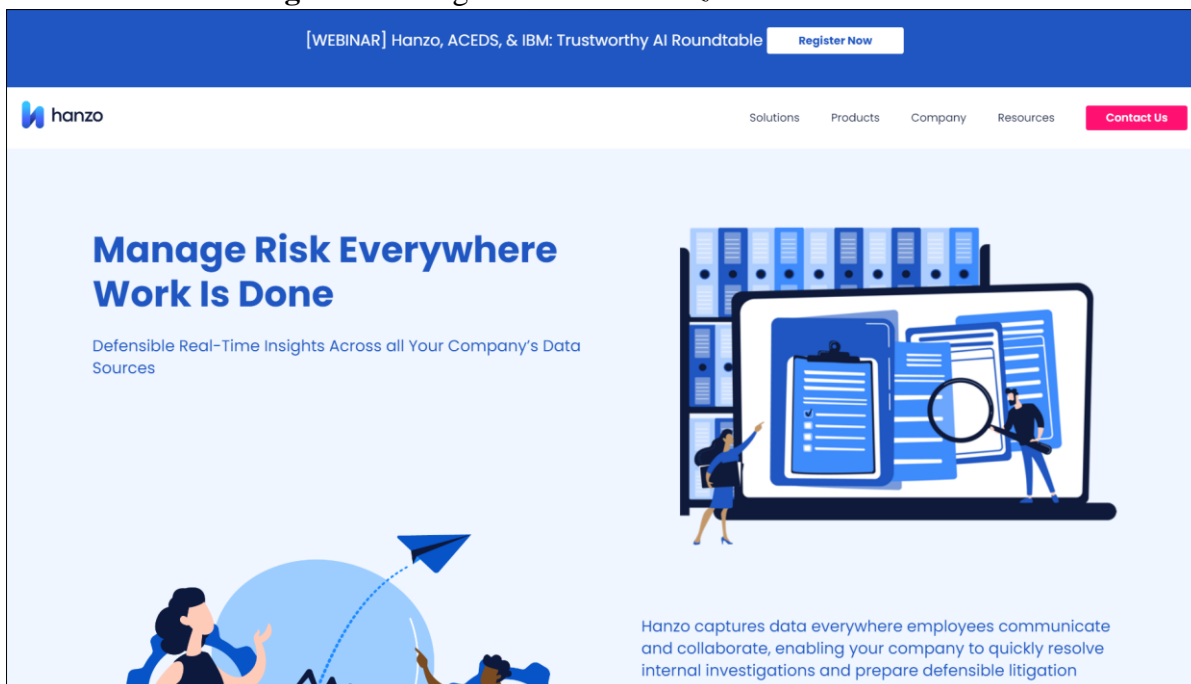 [WEBINAR] Hanzo, ACEDS, & IBM: Trustworthy AI Roundtable Register Now
hanzo
Solutions Products Company Resources Contact Us
Manage Risk Everywhere
Work Is Done
Defensible Real-Time Insights Across all Your Company's Data
Sources
Hanzo captures data everywhere employees communicate
and collaborate, enabling your company to quickly resolve
internal investigations and prepare defensible litigation